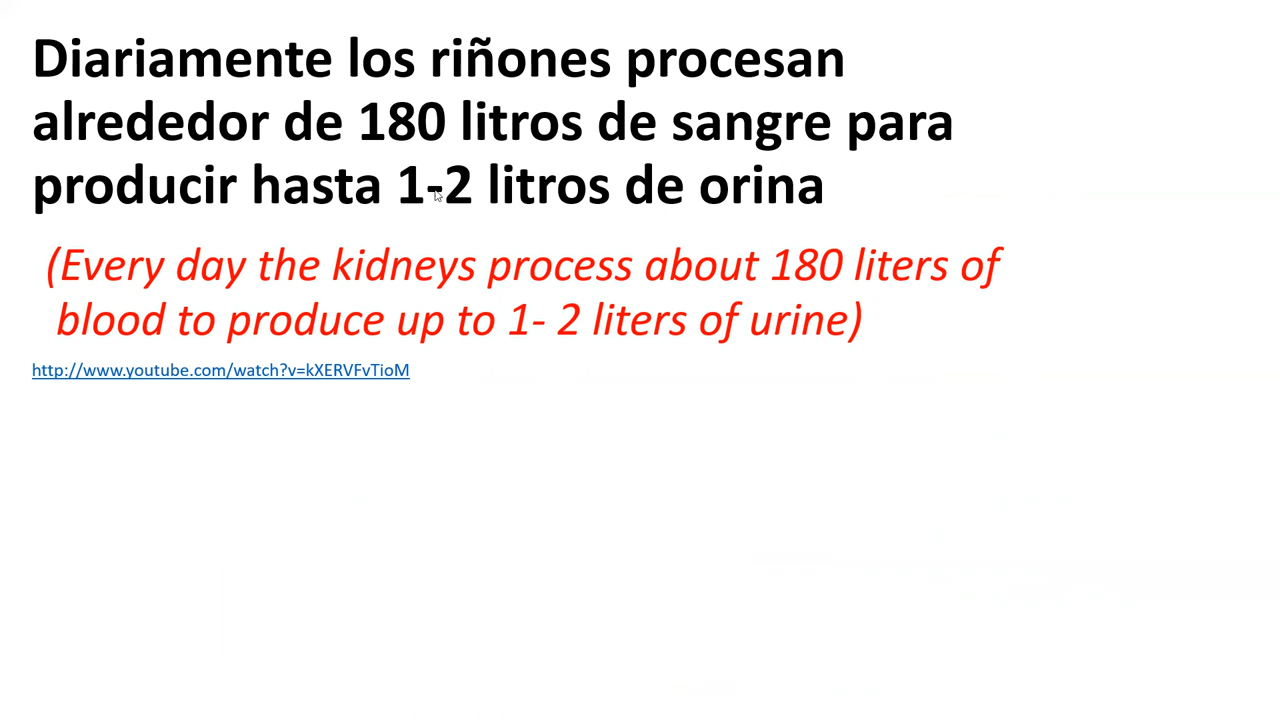 Diariamente los riñones procesan
alrededor de 180 litros de sangre para
producir hasta 1-2 litros de orina
(Every day the kidneys process about 180 liters of
blood to produce up to 1- 2 liters of urine)
http://www.youtube.com/watch?v=kXERVFvTioM